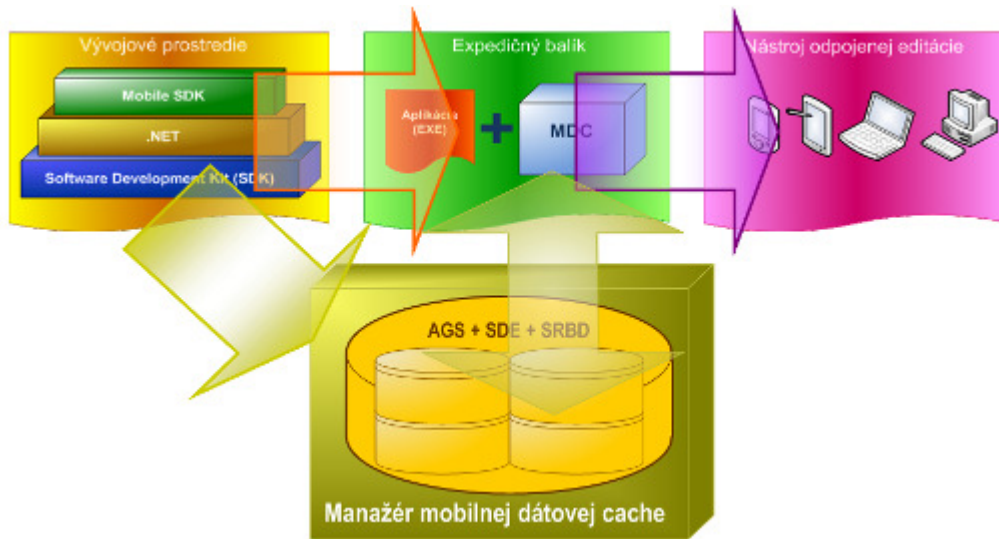 Vývojové prostredie
Mobile SDK
.NET
Software Development Kit (SDK)
Expedičný balík
Aplikácia
(EXE)
+
MDC
Nástroj odpojenej editácie
AGS + SDE + SRBD
Manažér mobilnej dátovej cache